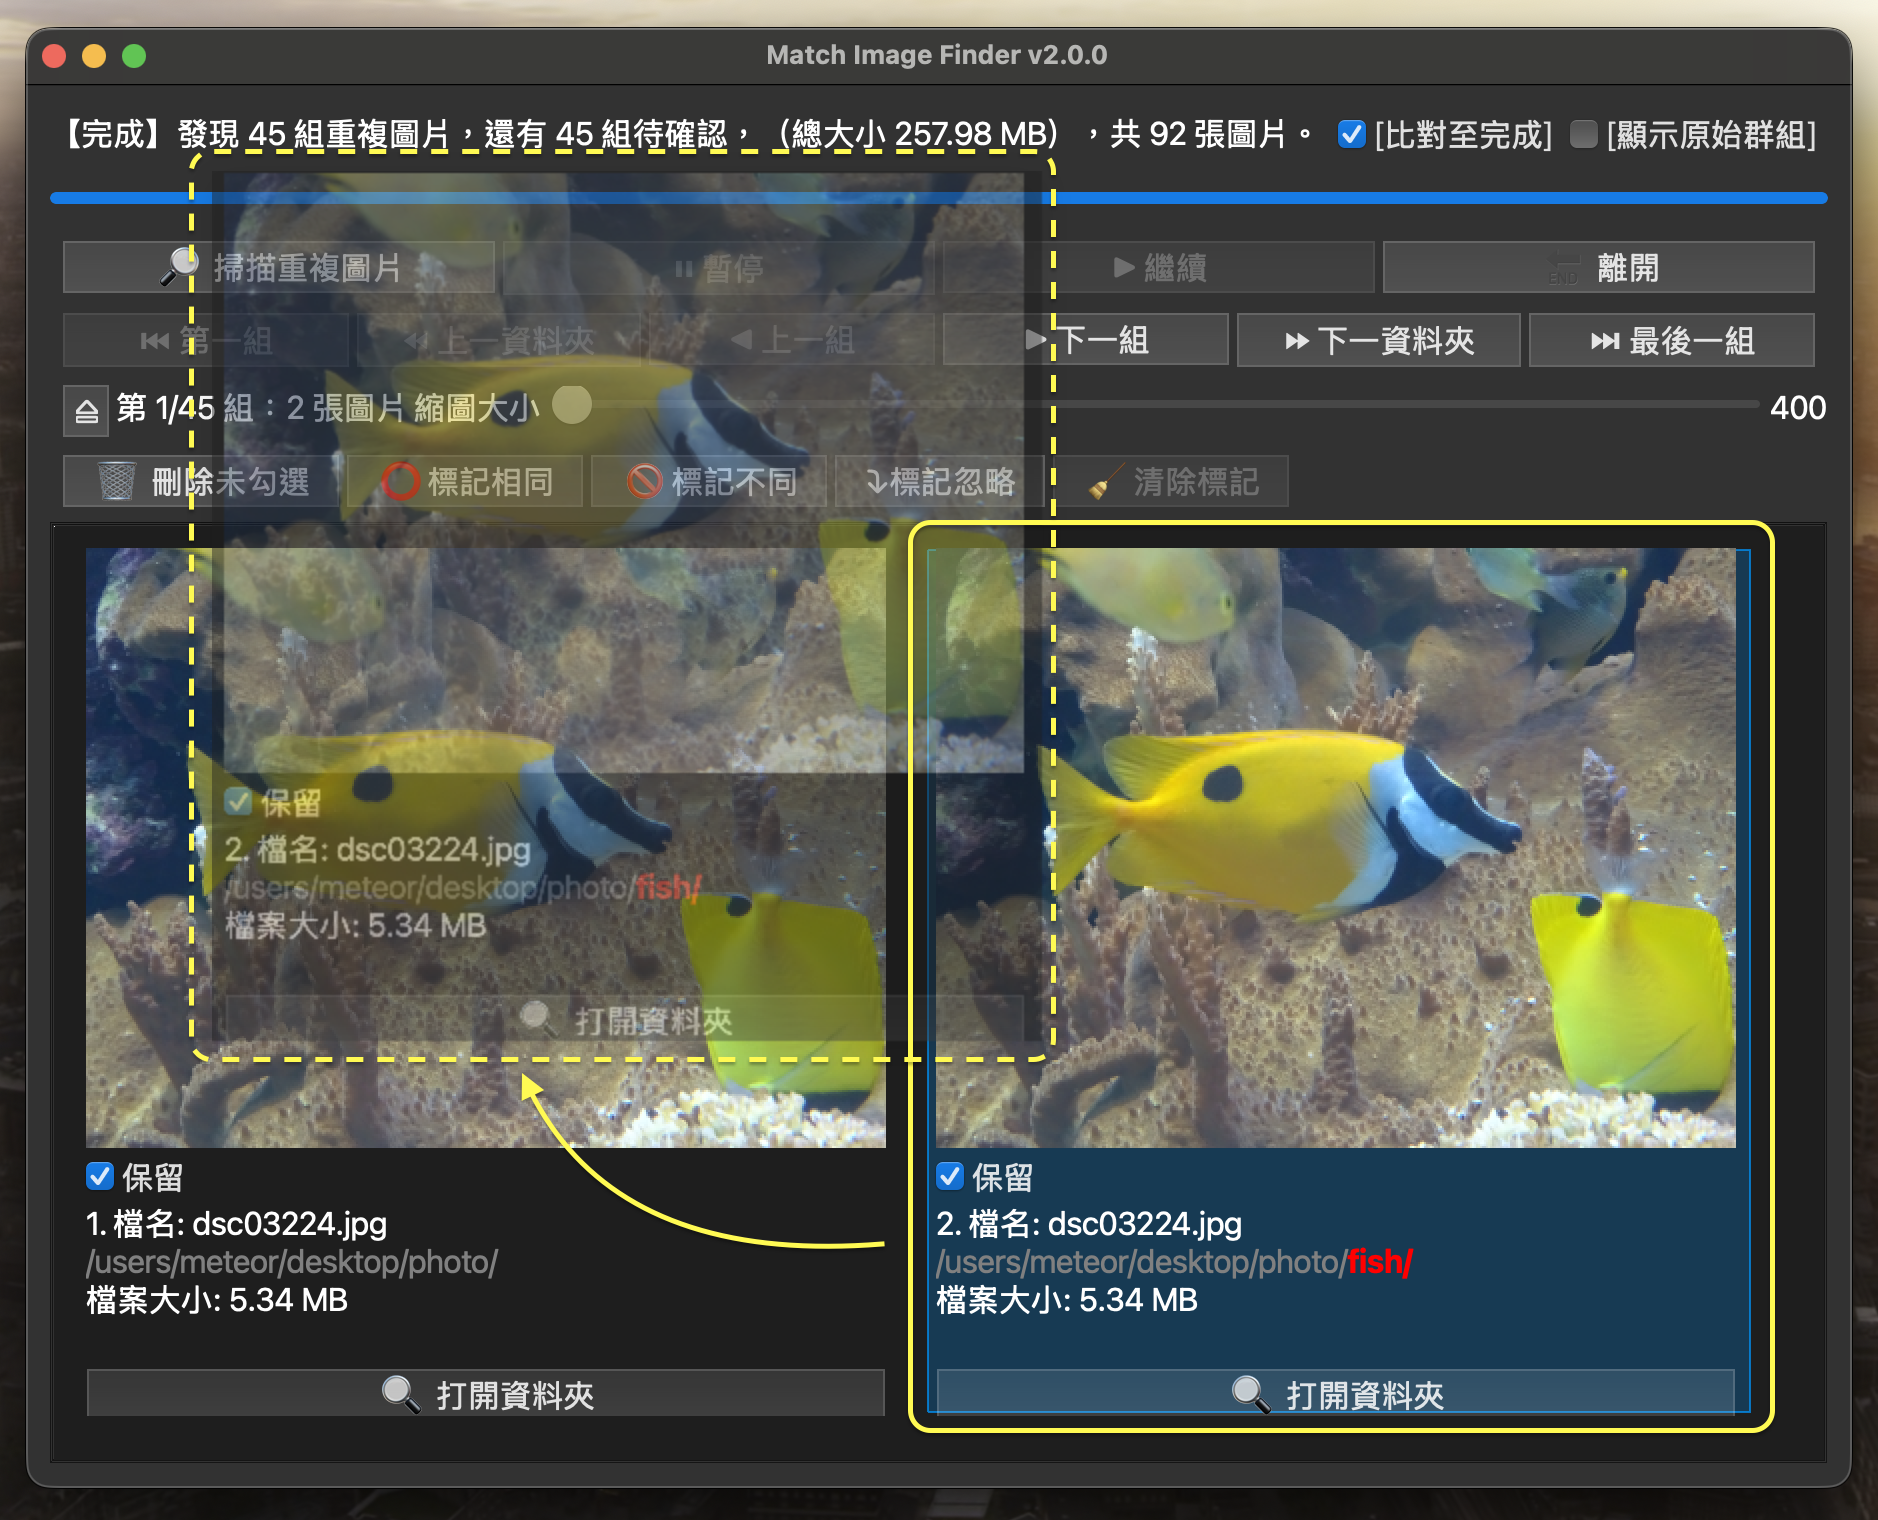 Match Image Finder v2.0.0
【完成】發現 45 組重複圖片，還有 45 組待確認，（總大小 257.98 MB），共 92 張圖片。 [比對至完成] [顯示原始群組]
掃描重複圖片 暫停 繼續 END 離開
第一組 上一資料夾 上一組 下一組 下一資料夾 最後一組
第 1/45 組：2 張圖片 縮圖大小 400
刪除未勾選 標記相同 標記不同 標記忽略 清除標記
保留
2. 檔名: dsc03224.jpg
/users/meteor/desktop/photo/fish/
檔案大小: 5.34 MB
打開資料夾
保留
1. 檔名: dsc03224.jpg
/users/meteor/desktop/photo/
檔案大小: 5.34 MB
打開資料夾
保留
2. 檔名: dsc03224.jpg
/users/meteor/desktop/photo/fish/
檔案大小: 5.34 MB
打開資料夾